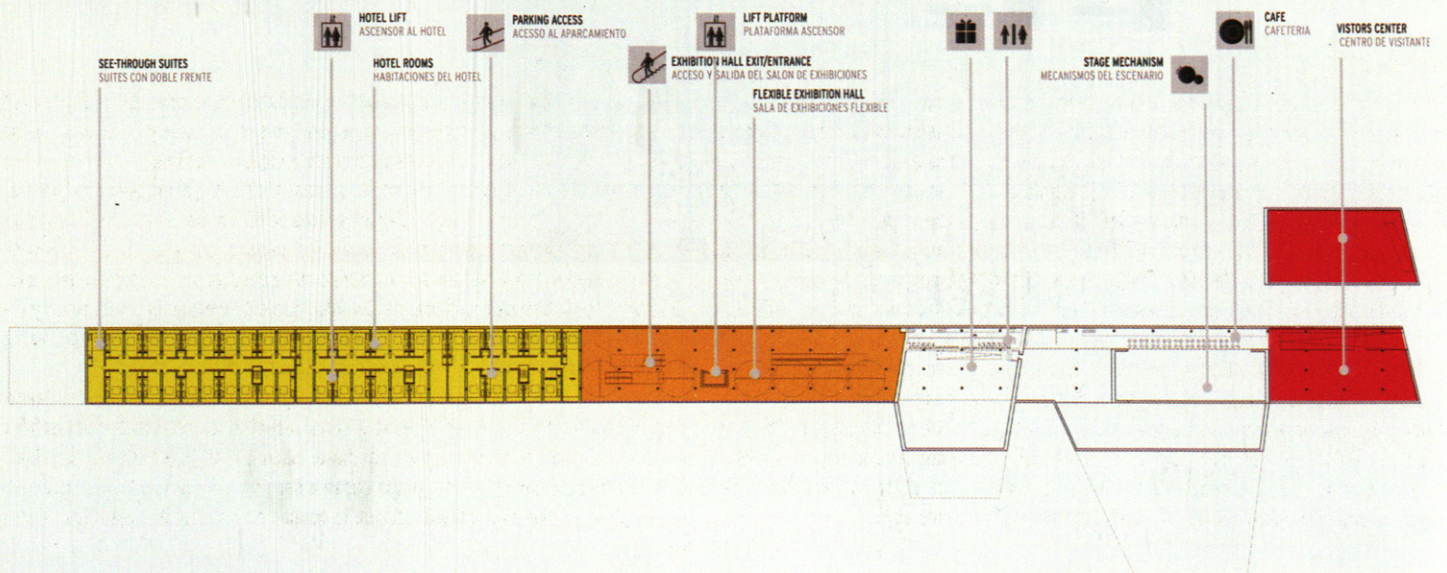 HOTEL LIFT
ASCENSOR AL HOTEL
PARKING ACCESS
ACESSO AL APARCAMIENTO
LIFT PLATFORM
PLATAFORMA ASCENSOR
CAFE
CAFETERIA
VISTORS CENTER
CENTRO DE VISITANTE
SEE-THROUGH SUITES
SUITES CON DOBLE FRENTE
HOTEL ROOMS
HABITACIONES DEL HOTEL
EXHIBITION HALL EXIT/ENTRANCE
ACCESO Y SALIDA DEL SALON DE EXHIBICIONES
STAGE MECHANISM
MECANISMOS DEL ESCENARIO
FLEXIBLE EXHIBITION HALL
SALA DE EXHIBICIONES FLEXIBLE